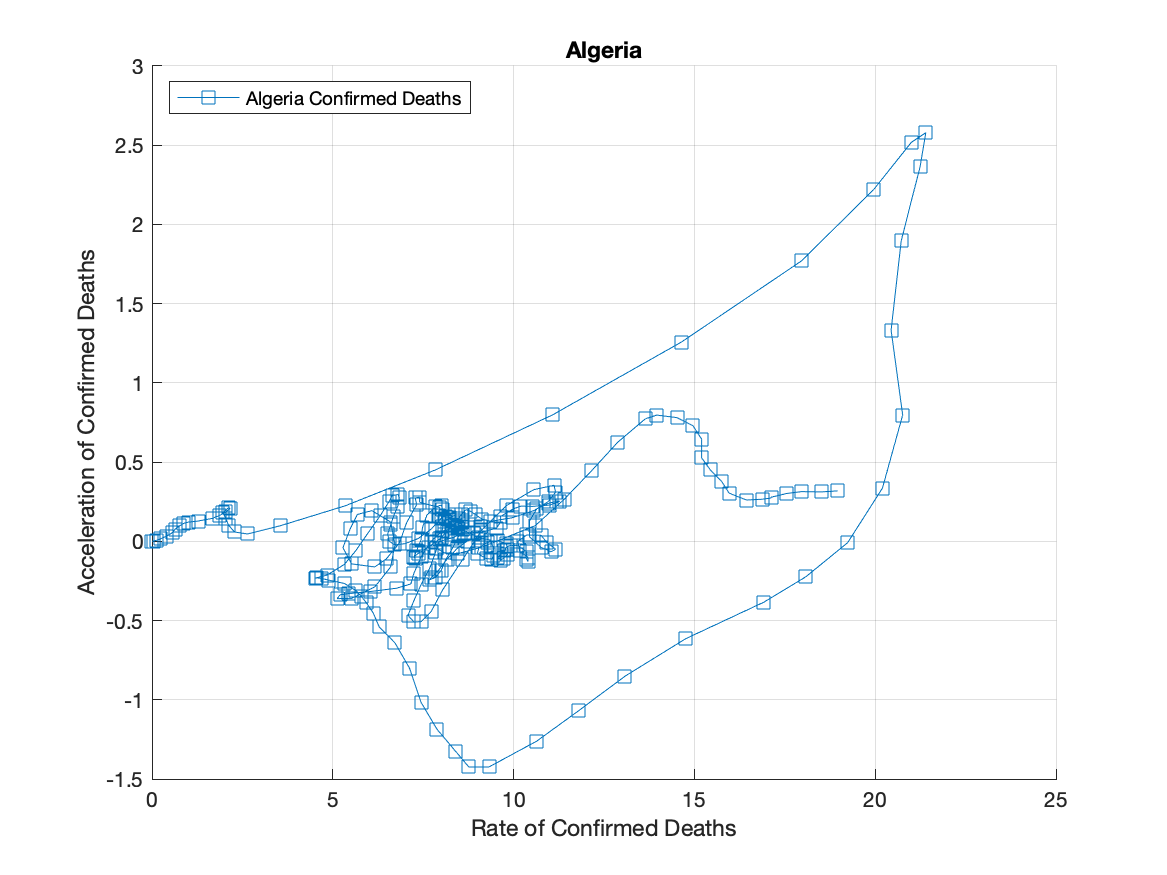 Algeria
Algeria Confirmed Deaths
3
2.5
2
1.5
1
0.5
0
-0.5
-1
-1.5
Acceleration of Confirmed Deaths
0 5 10 15 20 25
Rate of Confirmed Deaths